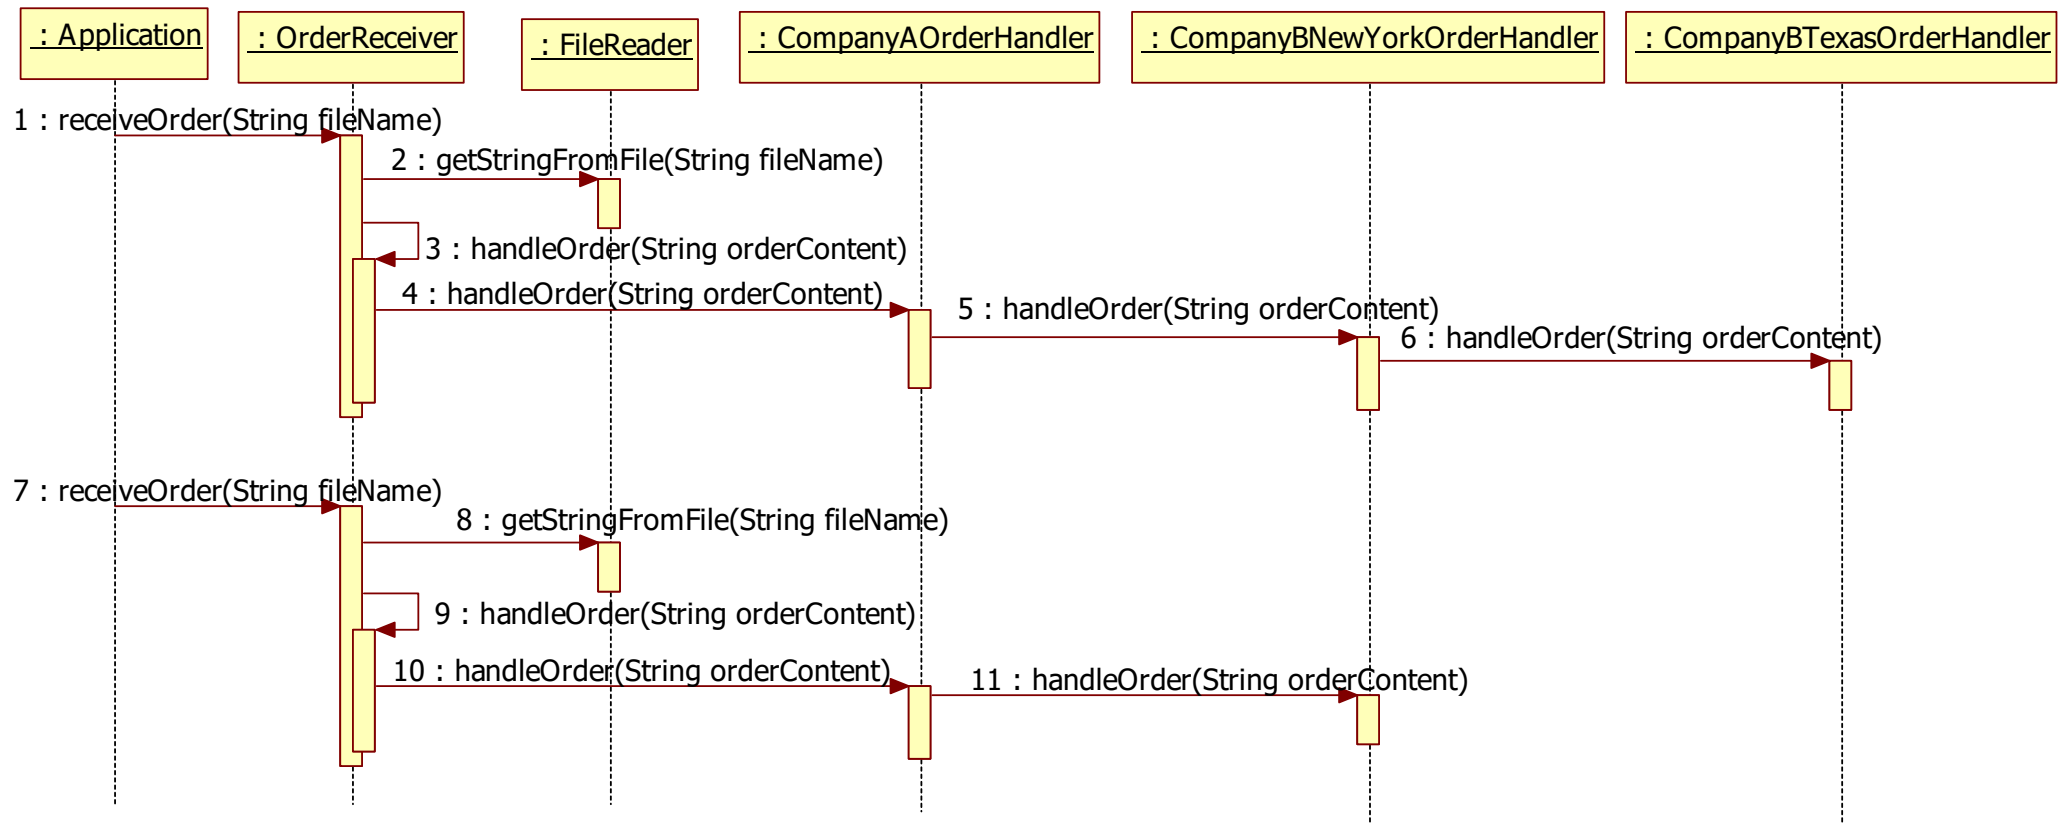 : Application
: OrderReceiver
: FileReader
: CompanyAOrderHandler
: CompanyBNewYorkOrderHandler
: CompanyBTexasOrderHandler
1 : receiveOrder(String fileName)
2 : getStringFromFile(String fileName)
3 : handleOrder(String orderContent)
4 : handleOrder(String orderContent)
5 : handleOrder(String orderContent)
6 : handleOrder(String orderContent)
7 : receiveOrder(String fileName)
8 : getStringFromFile(String fileName)
9 : handleOrder(String orderContent)
10 : handleOrder(String orderContent)
11 : handleOrder(String orderContent)